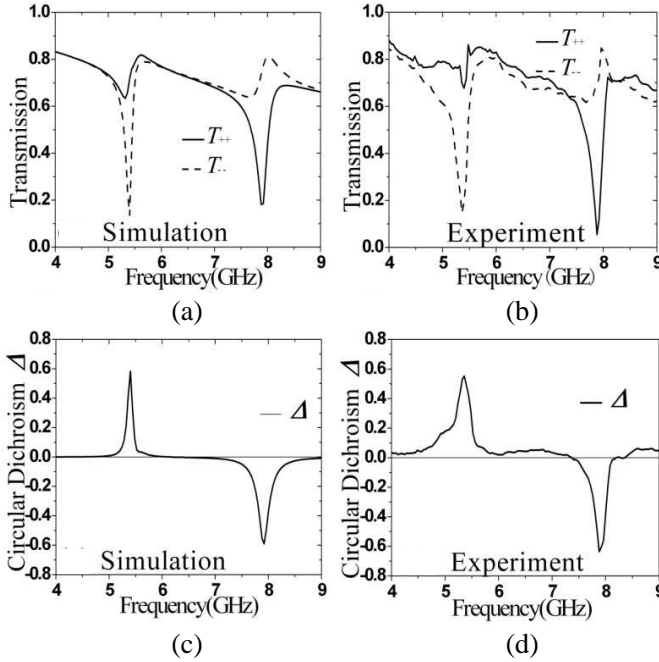 Transmission
1.0
0.8
0.6
0.4
0.2
0.0
T++
T--
Simulation
4 5 6 7 8 9
Frequency(GHz)
(a)
Transmission
1.0
0.8
0.6
0.4
0.2
0.0
T++
T--
Experiment
4 5 6 7 8 9
Frequency(GHz)
(b)
Circular Dichroism Δ
0.8
0.6
0.4
0.2
0.0
-0.2
-0.4
-0.6
-0.8
Δ
Simulation
4 5 6 7 8 9
Frequency(GHz)
(c)
Circular Dichroism Δ
0.8
0.6
0.4
0.2
0.0
-0.2
-0.4
-0.6
-0.8
Δ
Experiment
4 5 6 7 8 9
Frequency(GHz)
(d)